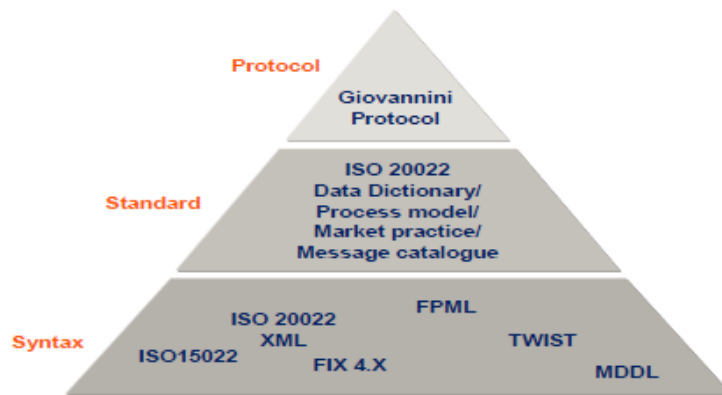 Protocol
Giovannini
Protocol
Standard
ISO 20022
Data Dictionary/
Process model/
Market practice/
Message catalogue
Syntax
ISO15022
ISO 20022
XML
FIX 4.X
FPML
TWIST
MDDL